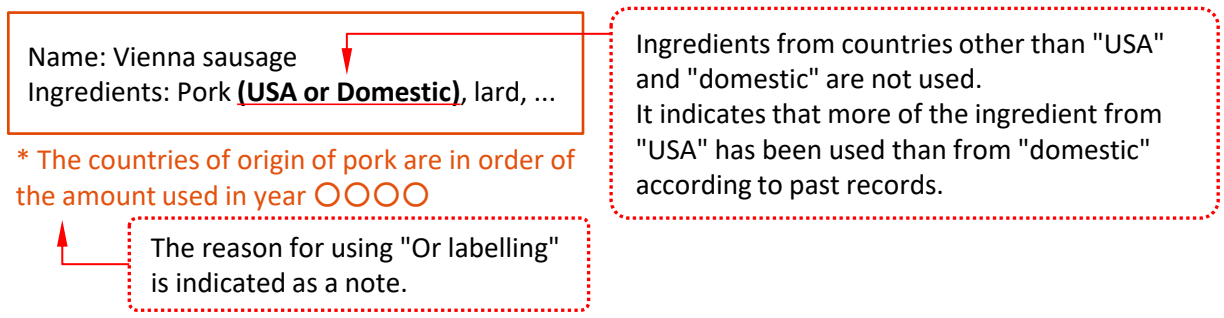 Name: Vienna sausage
Ingredients: Pork (USA or Domestic), lard, ...
* The countries of origin of pork are in order of
the amount used in year 〇〇〇〇
The reason for using "Or labelling"
is indicated as a note.
Ingredients from countries other than "USA"
and "domestic" are not used.
It indicates that more of the ingredient from
"USA" has been used than from "domestic"
according to past records.